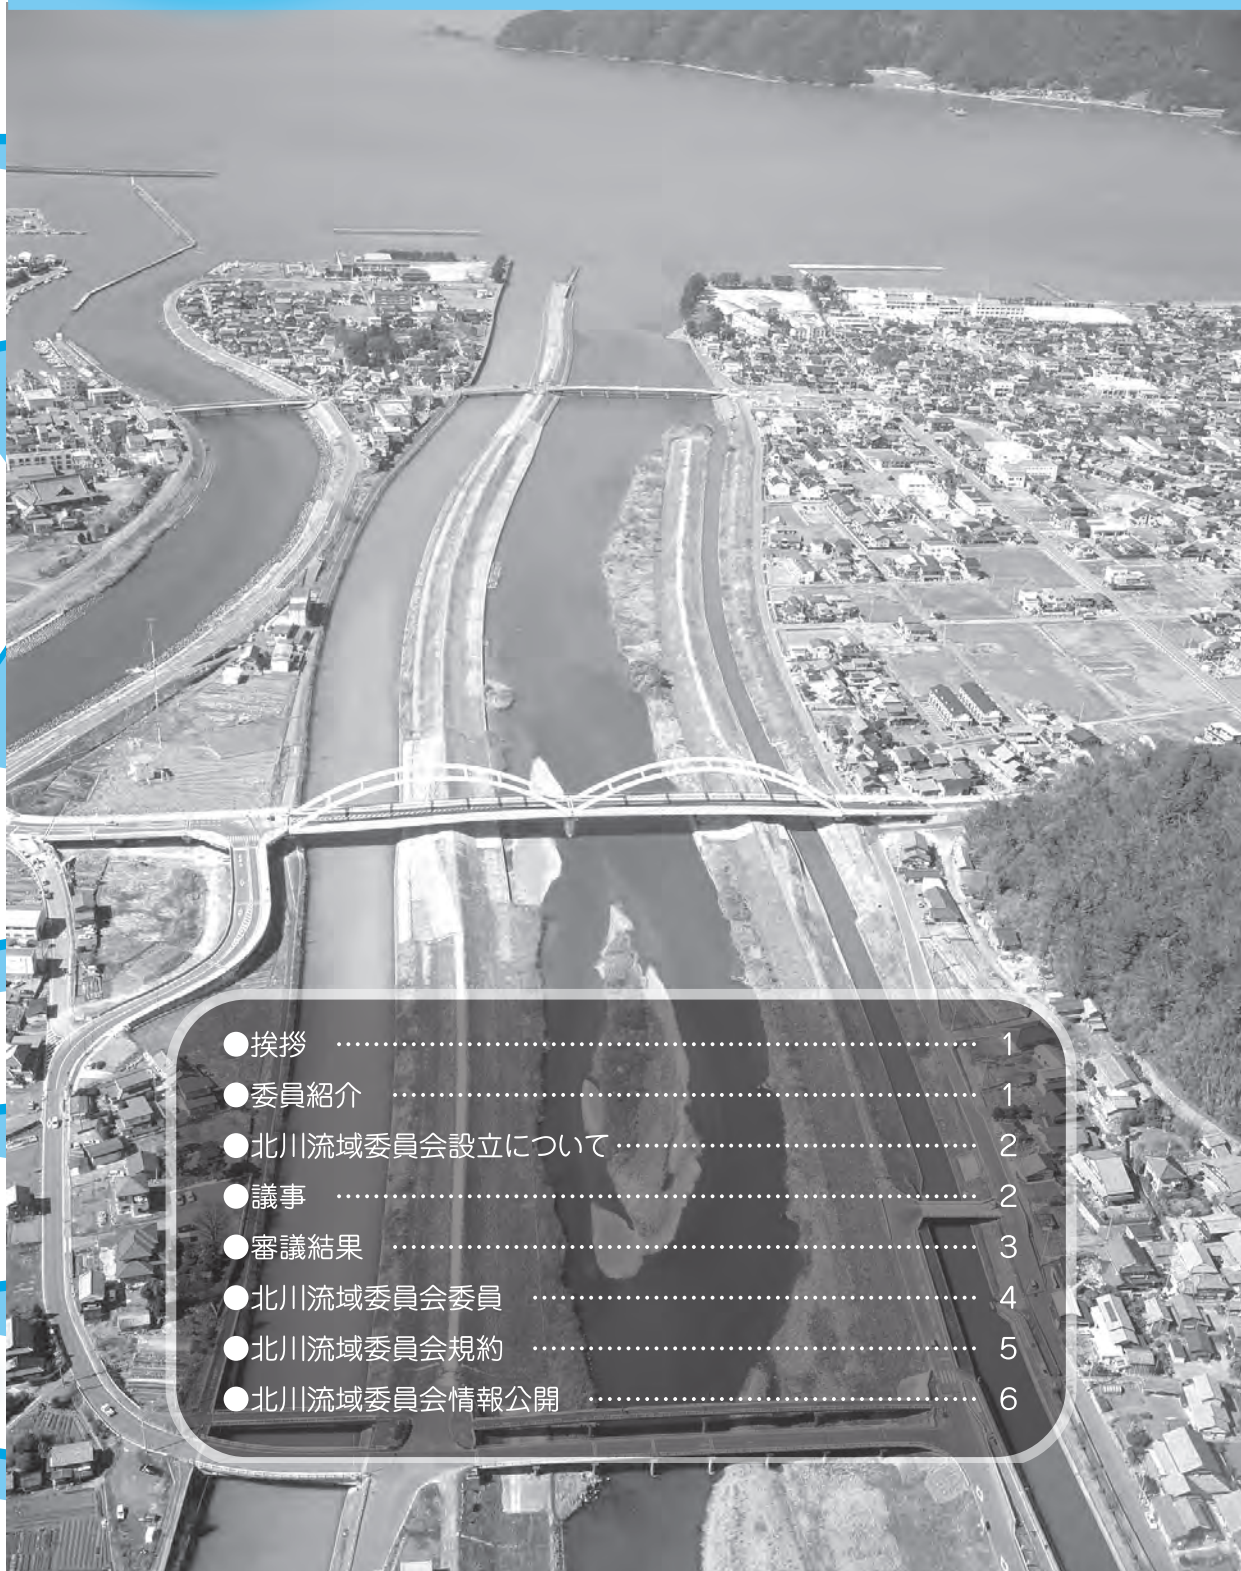 ●挨拶 ………………………………………………………………… 1
●委員紹介 …………………………………………………………… 1
●北川流域委員会設立について…………………………………… 2
●議事 ………………………………………………………………… 2
●審議結果 …………………………………………………………… 3
●北川流域委員会委員 ……………………………………………… 4
●北川流域委員会規約 ……………………………………………… 5
●北川流域委員会情報公開 ………………………………………… 6